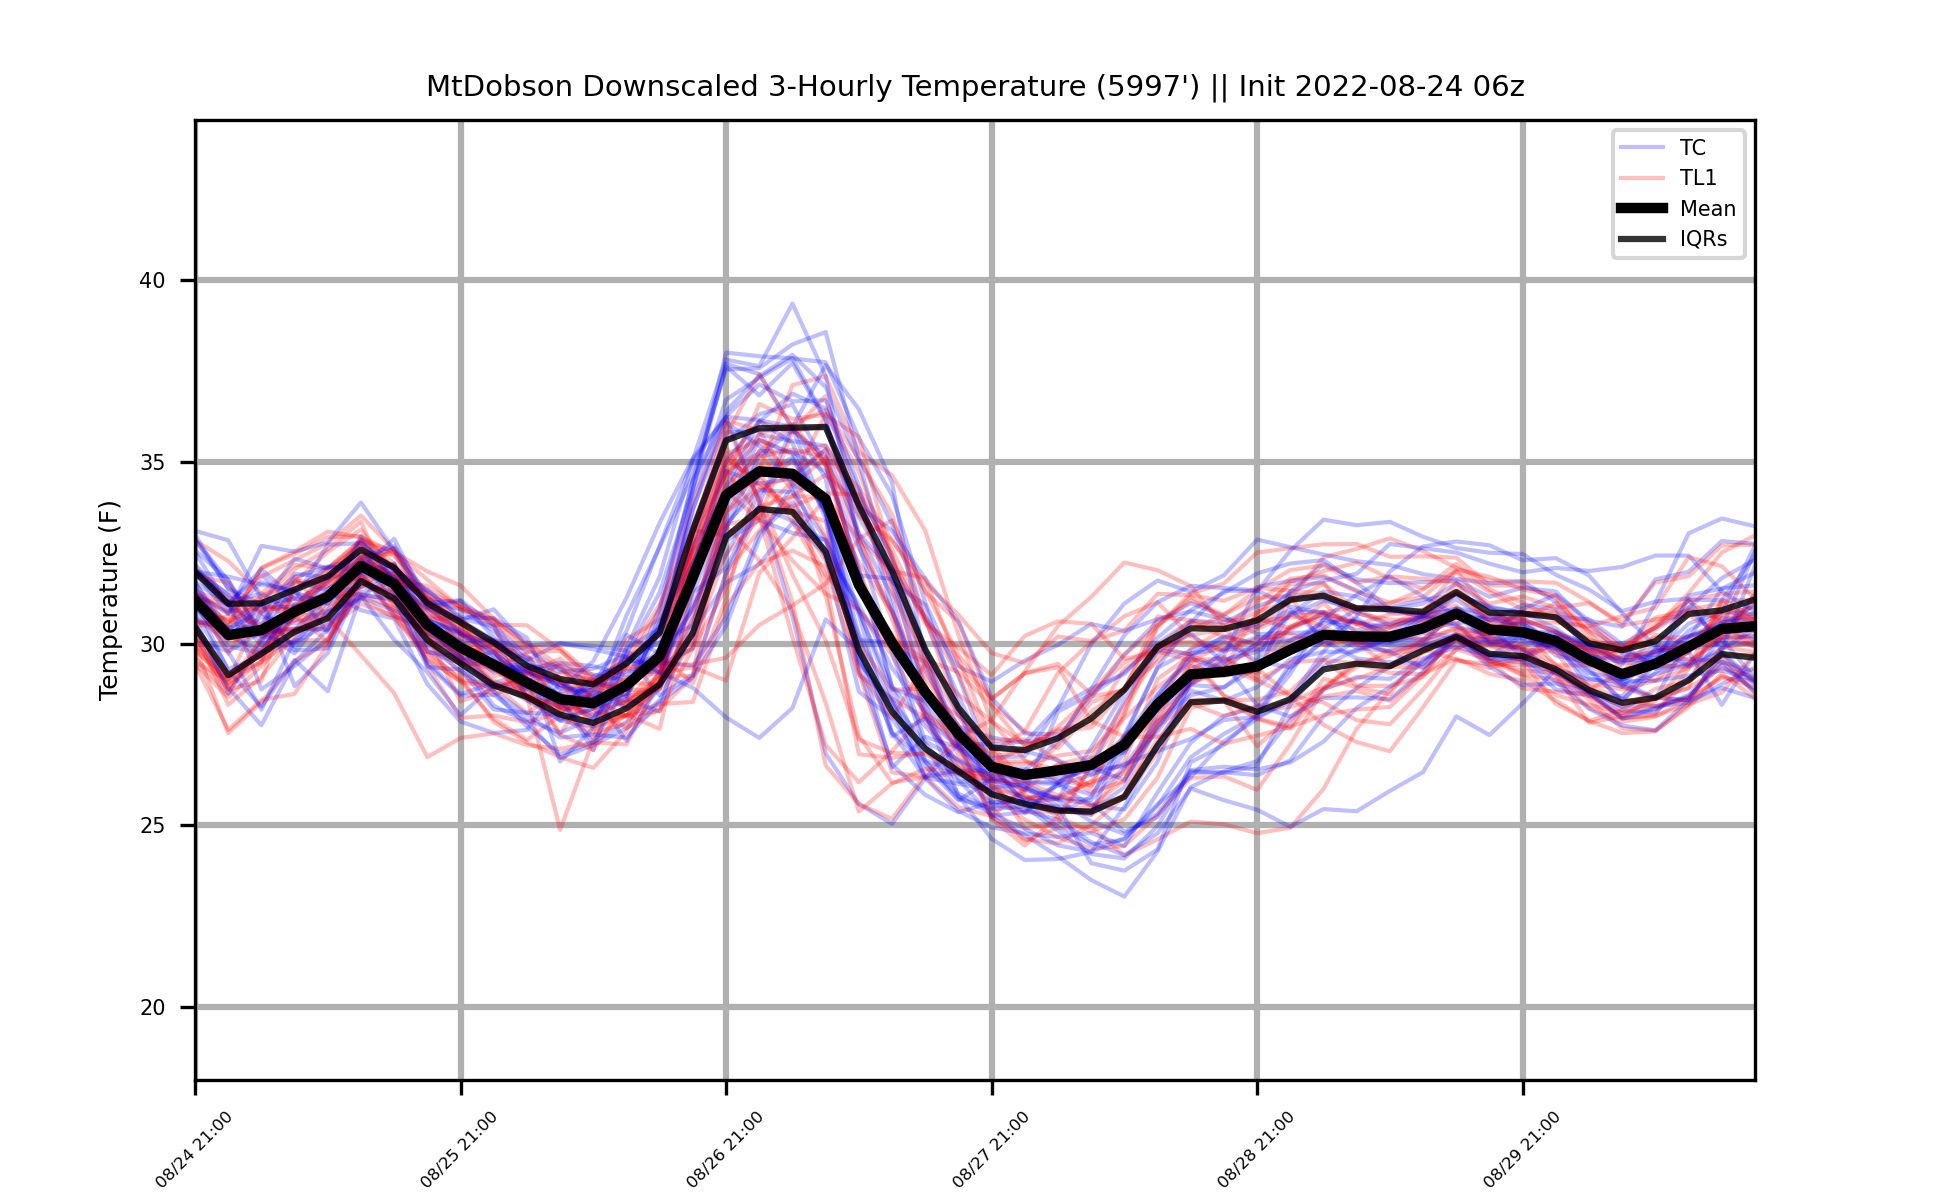 MtDobson Downscaled 3-Hourly Temperature (5997') || Init 2022-08-24 06z
TC
TL1
Mean
IQRs
Temperature (F)
40
35
30
25
20
08/24 21:00
08/25 21:00
08/26 21:00
08/27 21:00
08/28 21:00
08/29 21:00